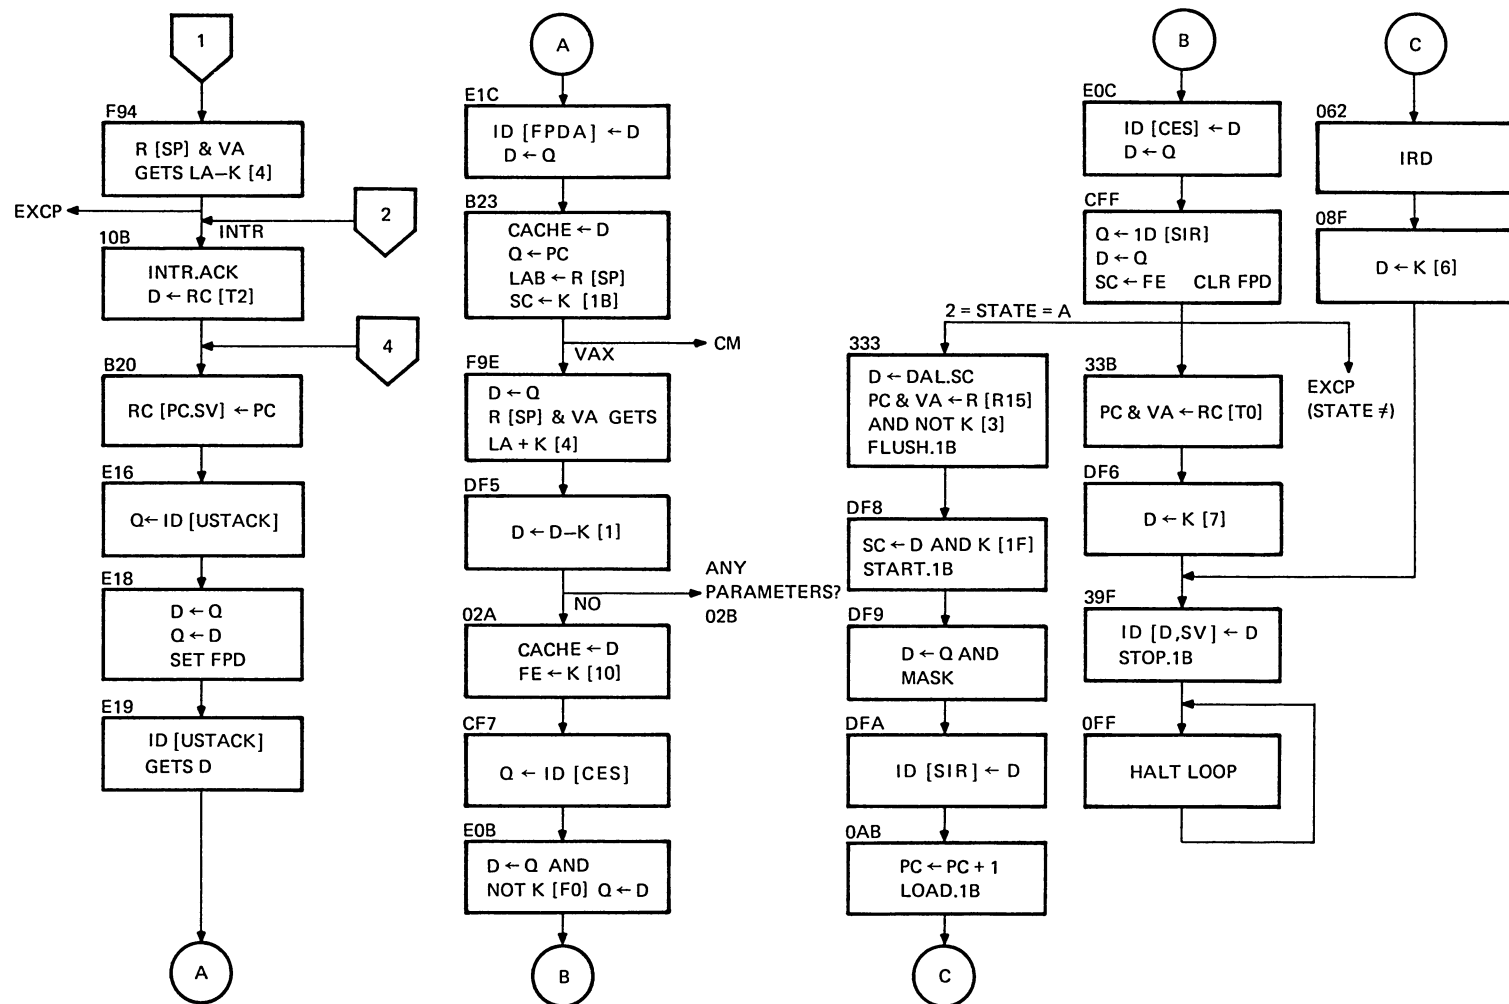 1
F94
R [SP] & VA
GETS LA–K [4]
EXCP
2
INTR
10B
INTR.ACK
D ← RC [T2]
4
B20
RC [PC.SV] ← PC
E16
Q ← ID [USTACK]
E18
D ← Q
Q ← D
SET FPD
E19
ID [USTACK]
GETS D
A
A
E1C
ID [FPDA] ← D
D ← Q
B23
CACHE ← D
Q ← PC
LAB ← R [SP]
SC ← K [1B]
CM
VAX
F9E
D ← Q
R [SP] & VA GETS
LA + K [4]
DF5
D ← D–K [1]
ANY
PARAMETERS?
02B
NO
02A
CACHE ← D
FE ← K [10]
CF7
Q ← ID [CES]
E0B
D ← Q AND
NOT K [F0] Q ← D
B
B
E0C
ID [CES] ← D
D ← Q
CFF
Q ← 1D [SIR]
D ← Q
SC ← FE CLR FPD
2 = STATE = A
333
D ← DAL.SC
PC & VA ← R [R15]
AND NOT K [3]
FLUSH.1B
DF8
SC ← D AND K [1F]
START.1B
DF9
D ← Q AND
MASK
DFA
ID [SIR] ← D
0AB
PC ← PC + 1
LOAD.1B
C
33B
PC & VA ← RC [T0]
EXCP
(STATE ≠)
DF6
D ← K [7]
39F
ID [D,SV] ← D
STOP.1B
0FF
HALT LOOP
C
062
IRD
08F
D ← K [6]